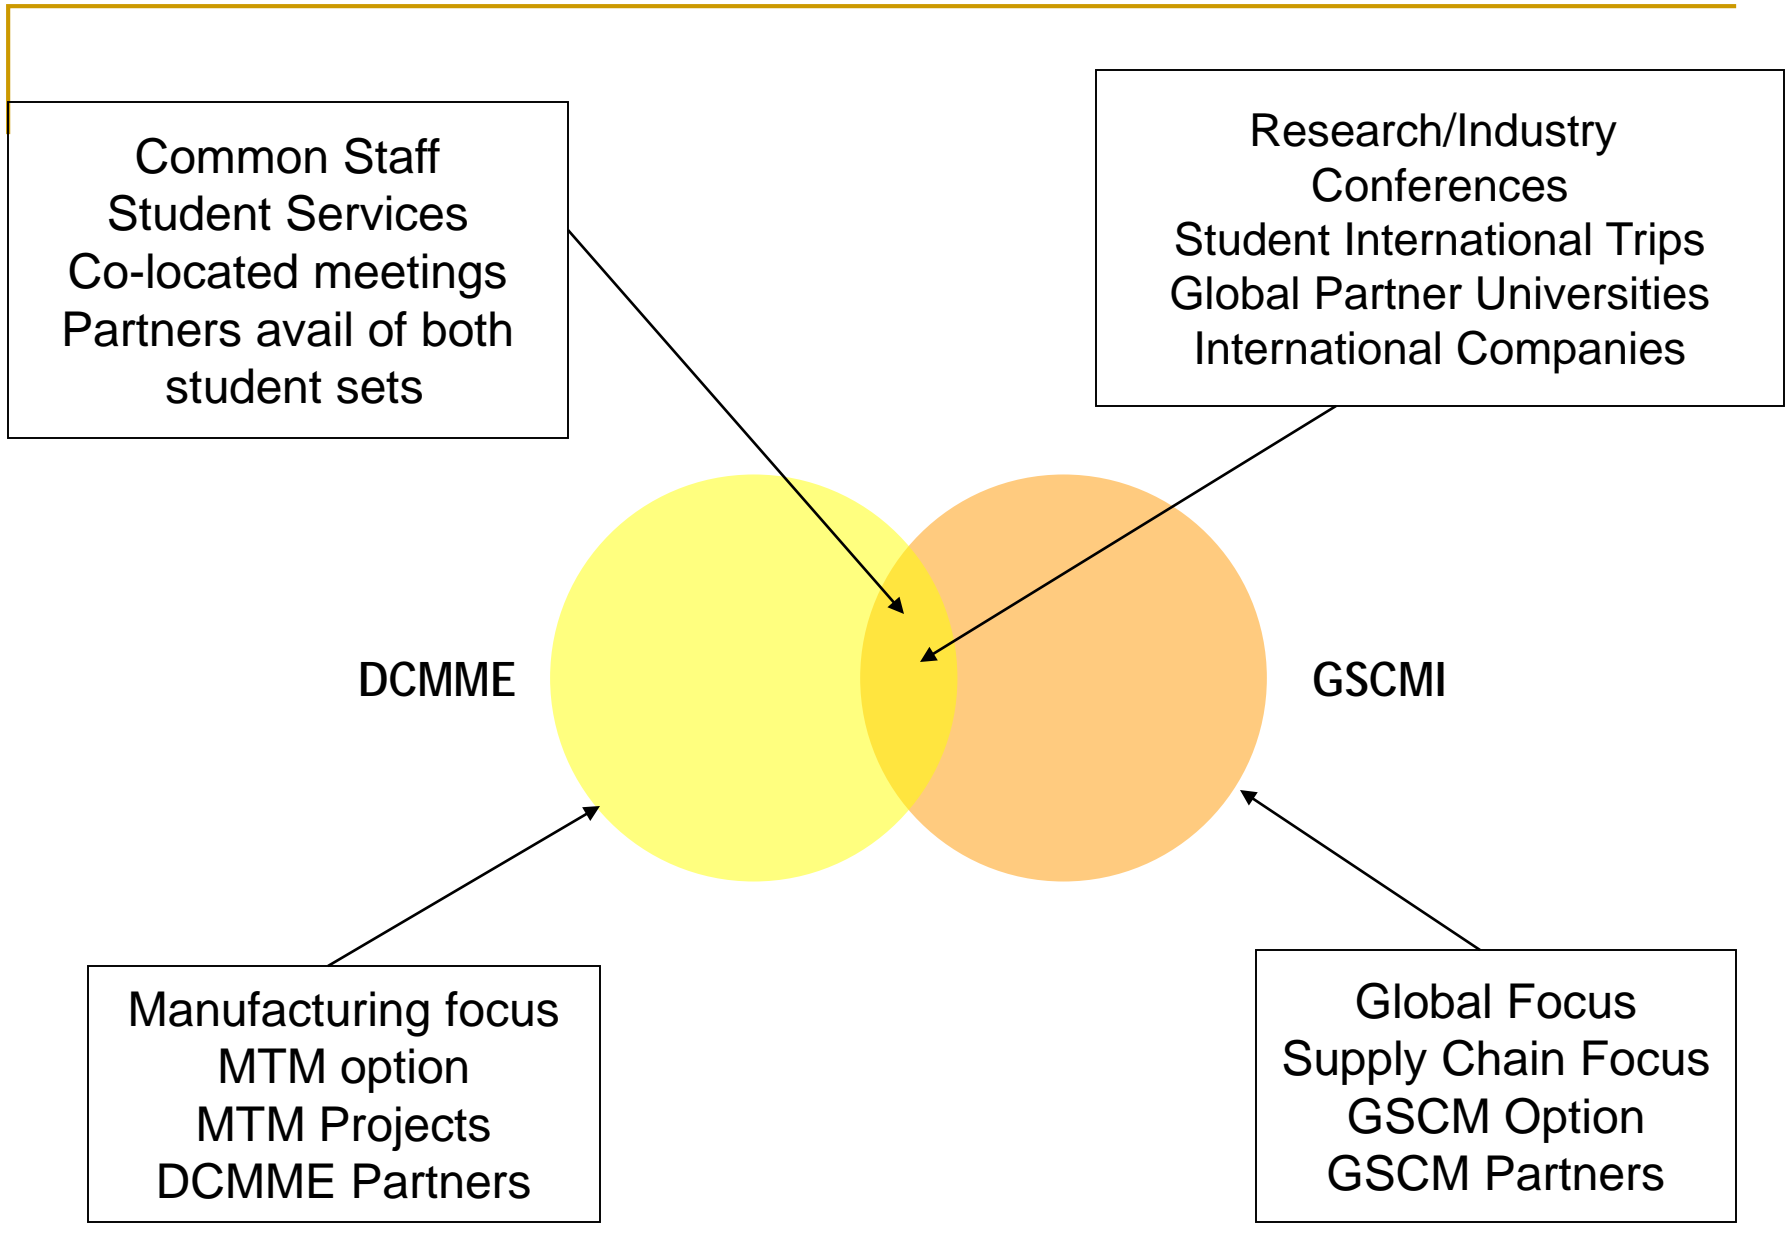 Common Staff
Student Services
Co-located meetings
Partners avail of both
student sets
Research/Industry
Conferences
Student International Trips
Global Partner Universities
International Companies
DCMME
GSCMI
Manufacturing focus
MTM option
MTM Projects
DCMME Partners
Global Focus
Supply Chain Focus
GSCM Option
GSCM Partners